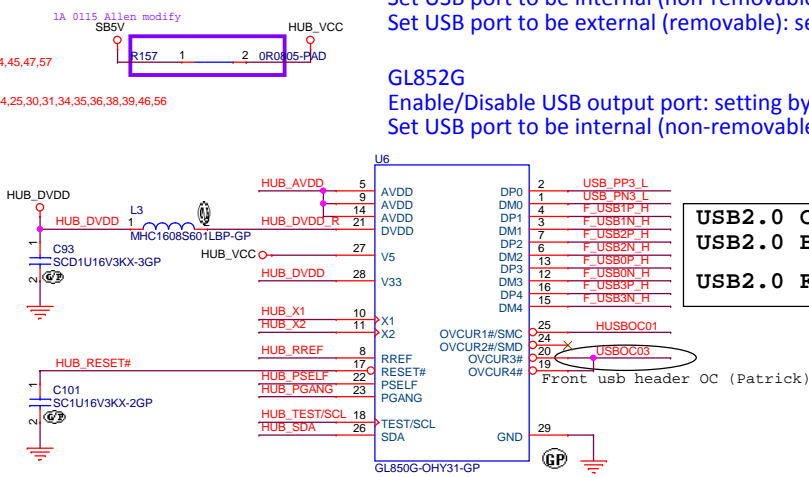 Set USB port to be internal (non-removable
Set USB port to be external (removable): se
1A 0115 Allen modify
SB5V
HUB_VCC
R157 1 2 0R0805-PAD
4,45,47,57
4,25,30,31,34,35,36,38,39,46,56
GL852G
Enable/Disable USB output port: setting by
Set USB port to be internal (non-removable
U6
HUB_DVDD
HUB_DVDD 1 L3 2 HUB_DVDD_R
MHC1608S601LBP-GP
C93
SCD1U16V3KX-3GP
1
2
GP
HUB_AVDD 5 AVDD
9 AVDD
14 AVDD
21 DVDD
HUB_VCC 27 V5
HUB_DVDD 28 V33
HUB_X1 10 X1
HUB_X2 11 X2
HUB_RREF 8 RREF
HUB_RESET# 17 RESET#
HUB_PSELF 22 PSELF
HUB_PGANG 23 PGANG
HUB_TEST/SCL 18 TEST/SCL
HUB_SDA 26 SDA
C101
SC1U16V3KX-2GP
1
2
GP
DP0 2 USB_PP3_L
DM0 1 USB_PN3_L
DP1 4 F_USB1P_H
DM1 3 F_USB1N_H
DP2 7 F_USB2P_H
DM2 6 F_USB2N_H
DP3 13 F_USB0P_H
DM3 12 F_USB0N_H
DP4 16 F_USB3P_H
DM4 15 F_USB3N_H
OVCUR1#/SMC 25 HUSBOC01
OVCUR2#/SMD 24
OVCUR3# 20 USBOC03
OVCUR4# 19
Front usb header OC (Patrick)
GND 29
GP
GL850G-OHY31-GP
USB2.0
USB2.0
USB2.0